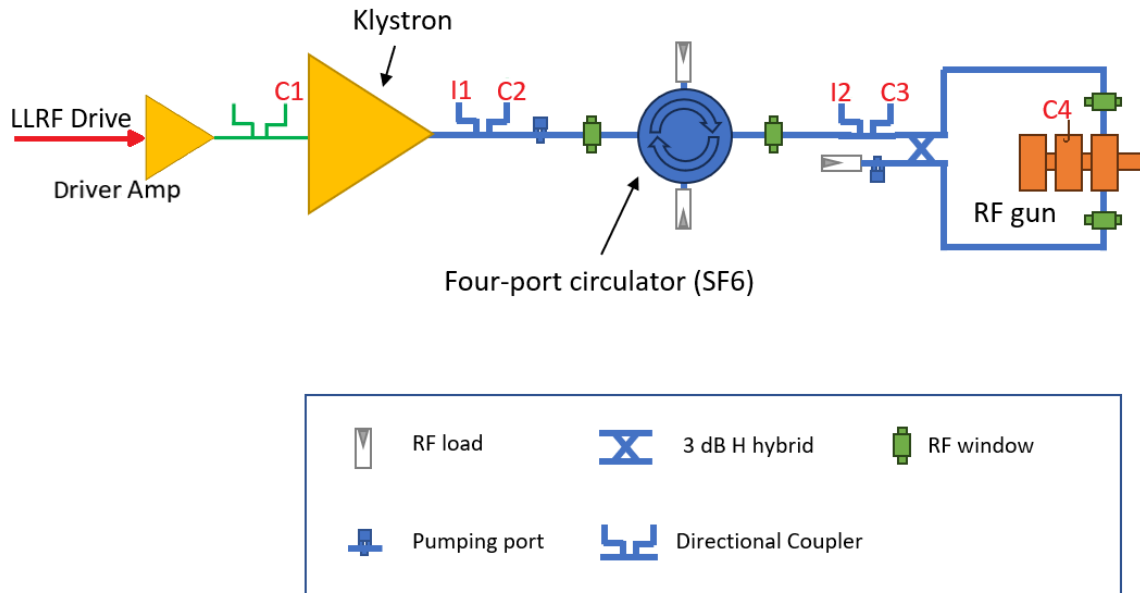 Klystron
C1
I1
C2
I2
C3
C4
LLRF Drive
Driver Amp
RF gun
Four-port circulator (SF6)
RF load
3 dB H hybrid
RF window
Pumping port
Directional Coupler